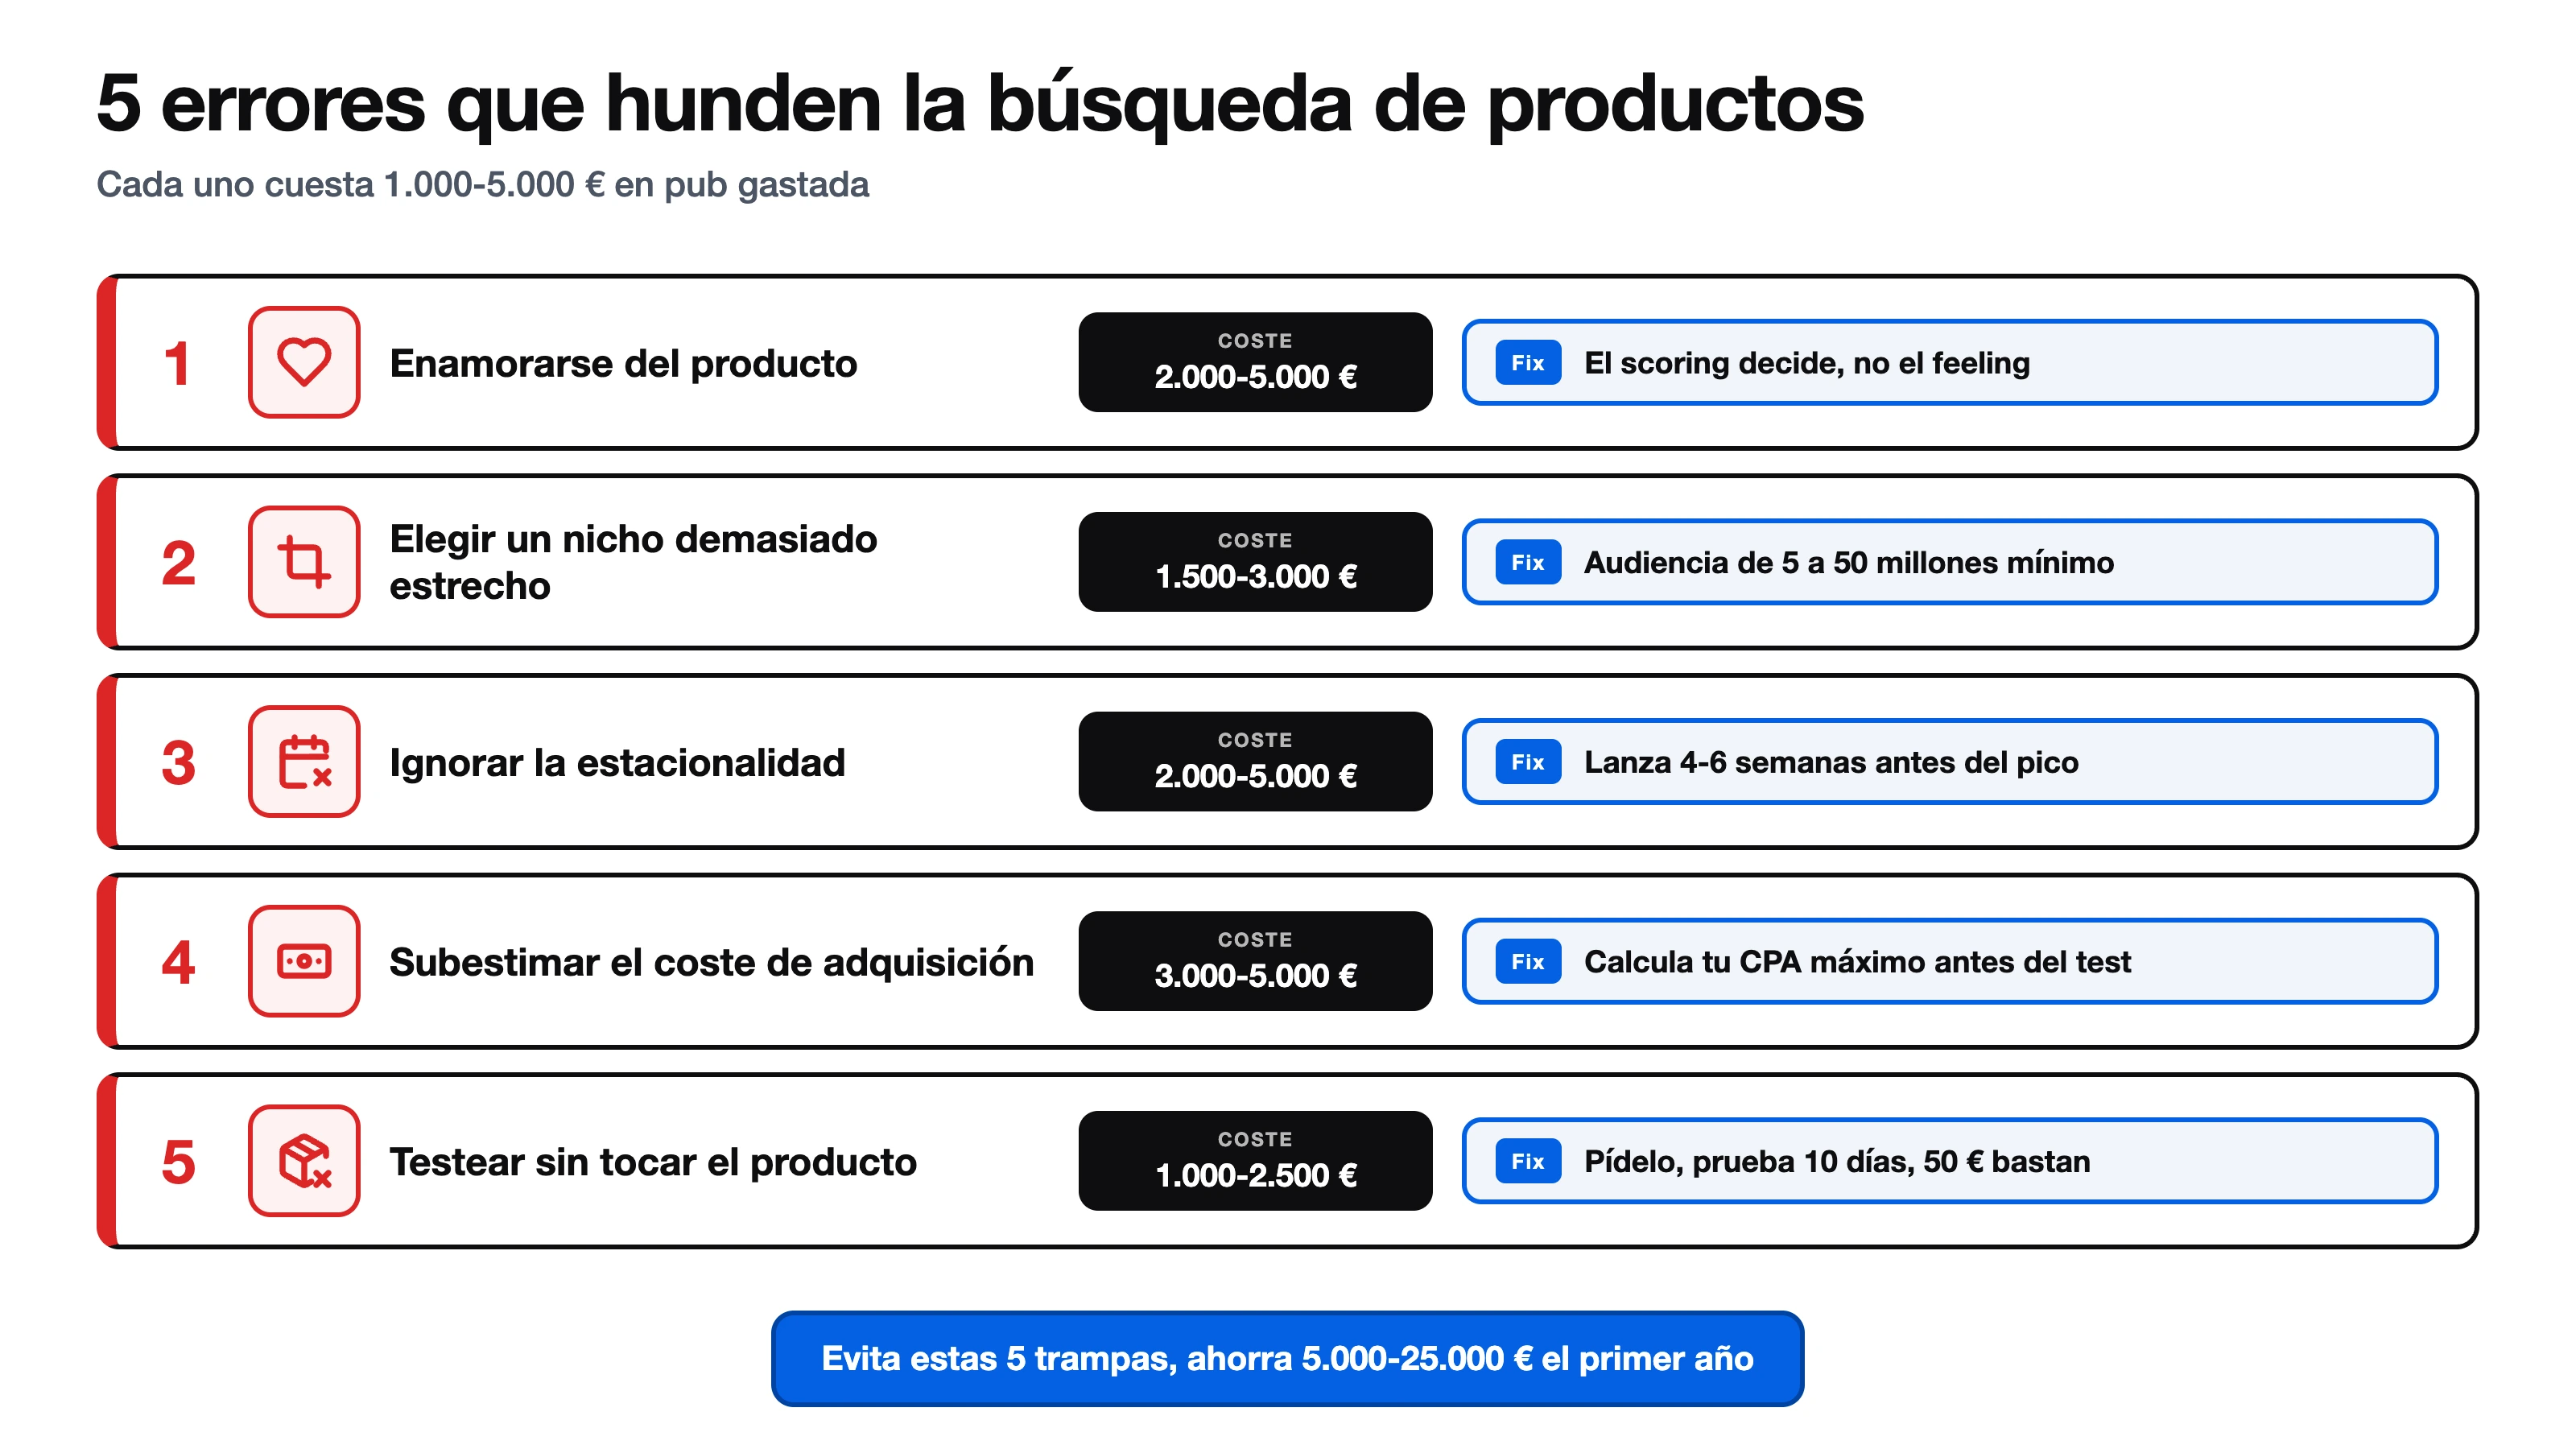 5 errores que hunden la búsqueda de productos
Cada uno cuesta 1.000-5.000 € en pub gastada
1
Enamorarse del producto
COSTE
2.000-5.000 €
Fix
El scoring decide, no el feeling
2
Elegir un nicho demasiado
estrecho
COSTE
1.500-3.000 €
Fix
Audiencia de 5 a 50 millones mínimo
3
Ignorar la estacionalidad
COSTE
2.000-5.000 €
Fix
Lanza 4-6 semanas antes del pico
4
Subestimar el coste de adquisición
COSTE
3.000-5.000 €
Fix
Calcula tu CPA máximo antes del test
5
Testear sin tocar el producto
COSTE
1.000-2.500 €
Fix
Pídelo, prueba 10 días, 50 € bastan
Evita estas 5 trampas, ahorra 5.000-25.000 € el primer año